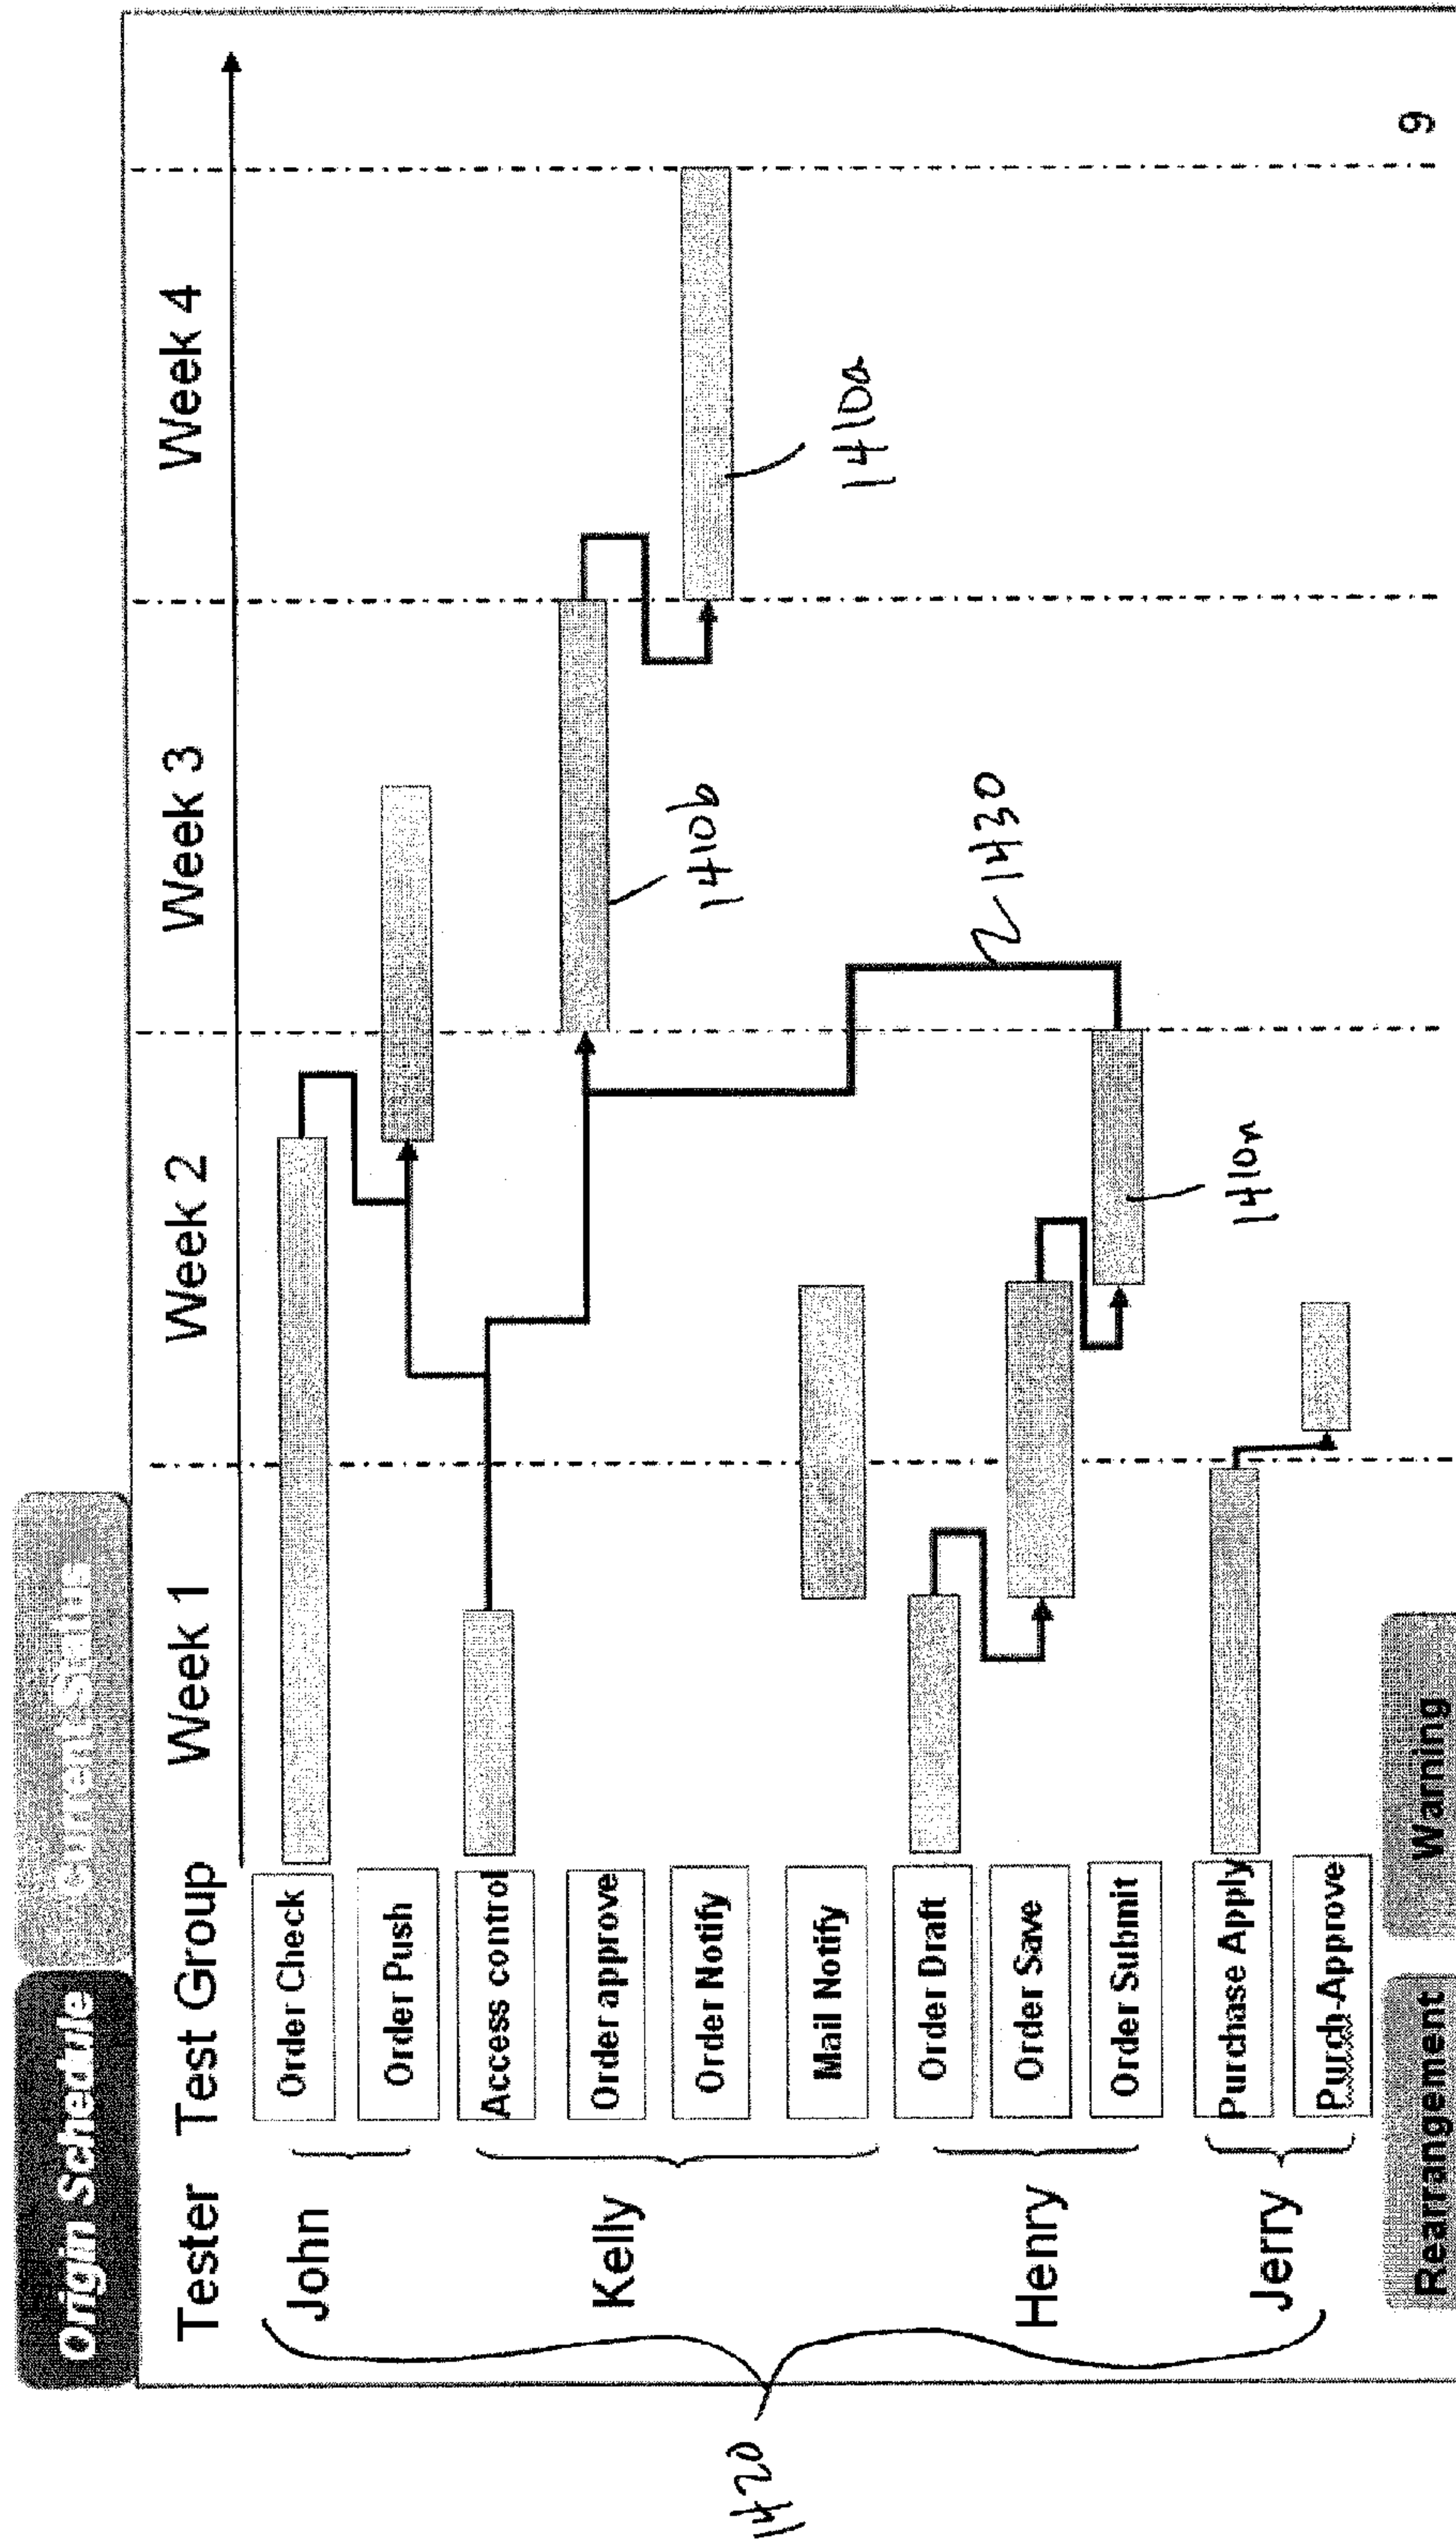 Origin Schedule
Current Status
Tester
Test Group
Week 1
Week 2
Week 3
Week 4
John
Order Check
Order Push
Kelly
Access control
Order approve
Order Notify
Mail Notify
Henry
Order Draft
Order Save
Order Submit
Jerry
Purchase Apply
Purch Approve
Rearrangement
Warning
9
1420
1410b
1410a
1430
1410n